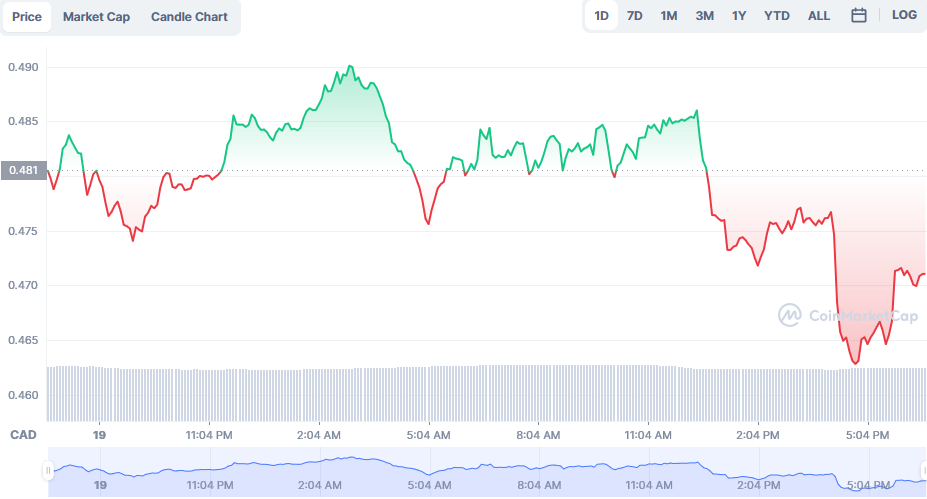 Price Market Cap Candle Chart 1D 7D 1M 3M 1Y YTD ALL LOG
0.490
0.485
0.481
0.475
0.470
CoinMarketCap
0.465
0.460
CAD 19 11:04 PM 2:04 AM 5:04 AM 8:04 AM 11:04 AM 2:04 PM 5:04 PM
19 11:04 PM 2:04 AM 5:04 AM 8:04 AM 11:04 AM 2:04 PM 5:04 PM